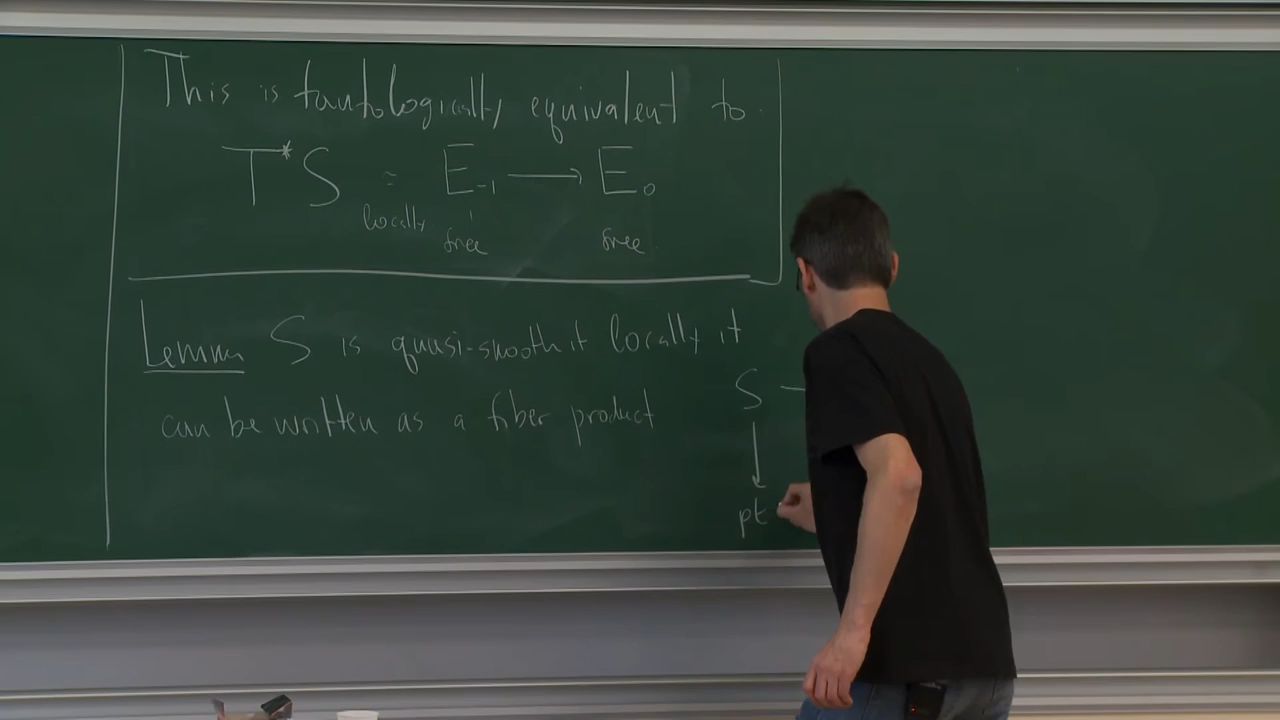 This is tautologically equivalent to
T*S ≃ E₋₁ ⟶ E₀
locally free free
Lemma S is quasi-smooth if locally it
can be written as a fiber product
S —
↓
pt